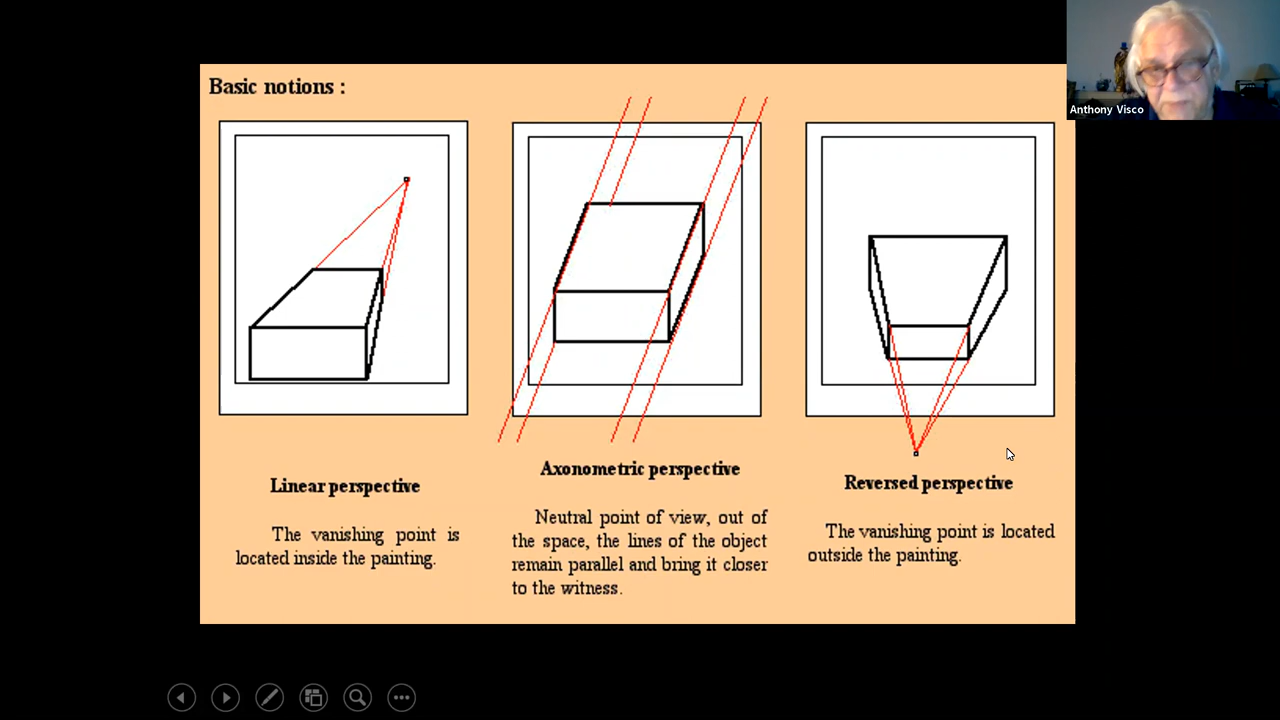 Basic notions :
Anthony Visco
Linear perspective
The vanishing point is
located inside the painting.
Axonometric perspective
Neutral point of view, out of
the space, the lines of the object
remain parallel and bring it closer
to the witness.
Reversed perspective
The vanishing point is located
outside the painting.